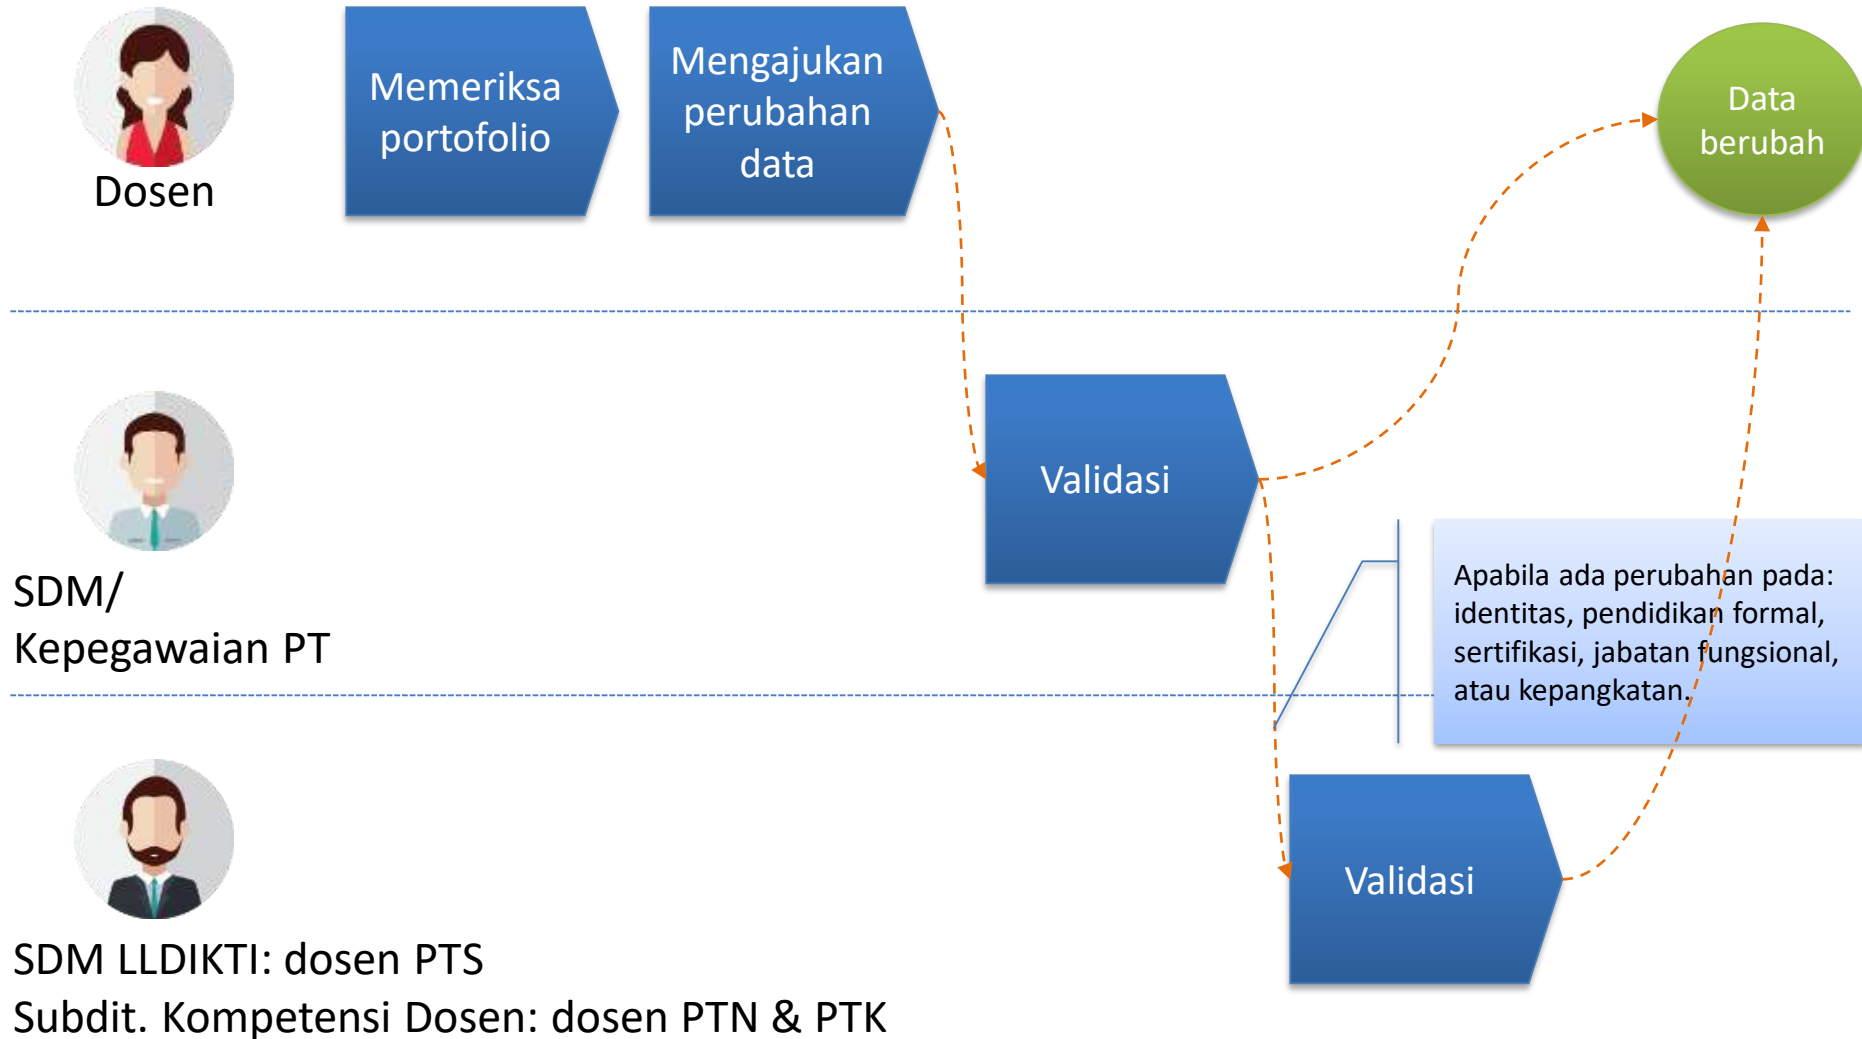 Dosen
Memeriksa
portofolio
Mengajukan
perubahan
data
Data
berubah
SDM/
Kepegawaian PT
Validasi
Apabila ada perubahan pada:
identitas, pendidikan formal,
sertifikasi, jabatan fungsional,
atau kepangkatan.
SDM LLDIKTI: dosen PTS
Subdit. Kompetensi Dosen: dosen PTN & PTK
Validasi